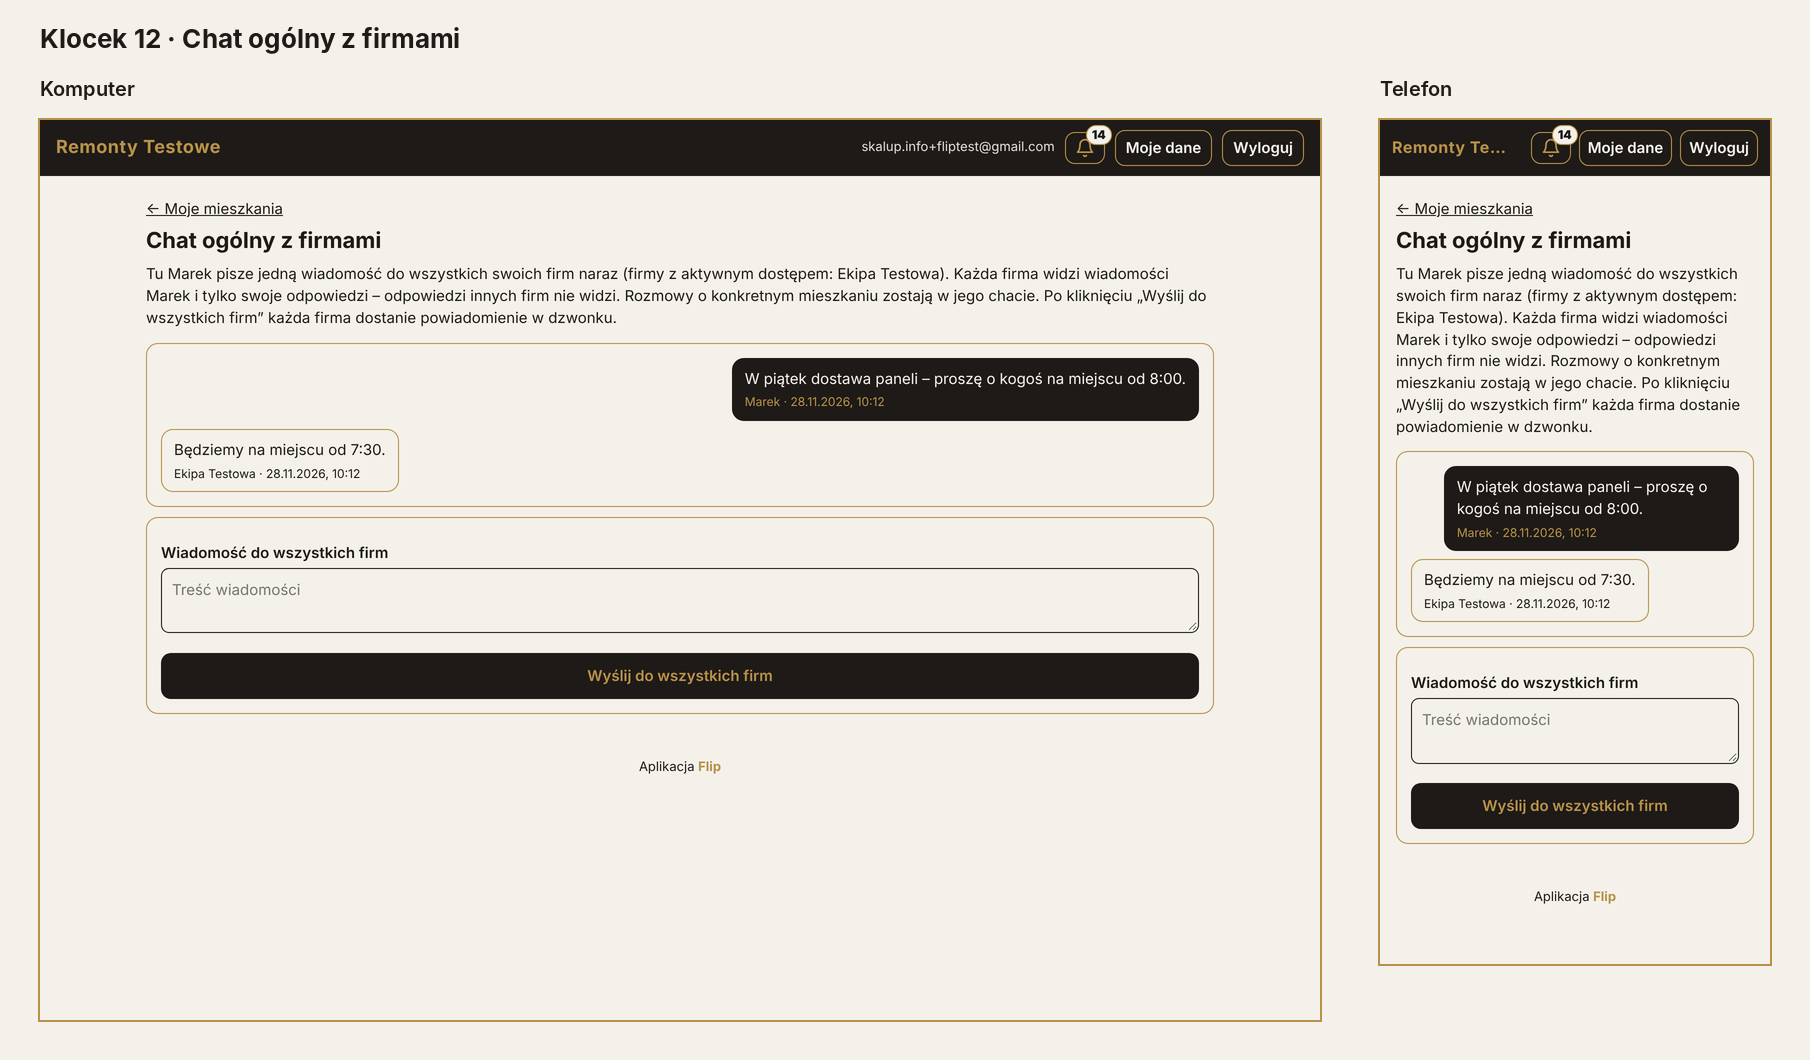 Klocek 12 · Chat ogólny z firmami
Komputer
Remonty Testowe
skalup.info+fliptest@gmail.com
14
Moje dane
Wyloguj
← Moje mieszkania
Chat ogólny z firmami
Tu Marek pisze jedną wiadomość do wszystkich swoich firm naraz (firmy z aktywnym dostępem: Ekipa Testowa). Każda firma widzi wiadomości
Marek i tylko swoje odpowiedzi – odpowiedzi innych firm nie widzi. Rozmowy o konkretnym mieszkaniu zostają w jego chacie. Po kliknięciu „Wyślij do
wszystkich firm” każda firma dostanie powiadomienie w dzwonku.
W piątek dostawa paneli – proszę o kogoś na miejscu od 8:00.
Marek · 28.11.2026, 10:12
Będziemy na miejscu od 7:30.
Ekipa Testowa · 28.11.2026, 10:12
Wiadomość do wszystkich firm
Treść wiadomości
Wyślij do wszystkich firm
Aplikacja Flip
Telefon
Remonty Te...
14
Moje dane
Wyloguj
← Moje mieszkania
Chat ogólny z firmami
Tu Marek pisze jedną wiadomość do wszystkich
swoich firm naraz (firmy z aktywnym dostępem:
Ekipa Testowa). Każda firma widzi wiadomości
Marek i tylko swoje odpowiedzi – odpowiedzi
innych firm nie widzi. Rozmowy o konkretnym
mieszkaniu zostają w jego chacie. Po kliknięciu
„Wyślij do wszystkich firm” każda firma dostanie
powiadomienie w dzwonku.
W piątek dostawa paneli – proszę o
kogoś na miejscu od 8:00.
Marek · 28.11.2026, 10:12
Będziemy na miejscu od 7:30.
Ekipa Testowa · 28.11.2026, 10:12
Wiadomość do wszystkich firm
Treść wiadomości
Wyślij do wszystkich firm
Aplikacja Flip